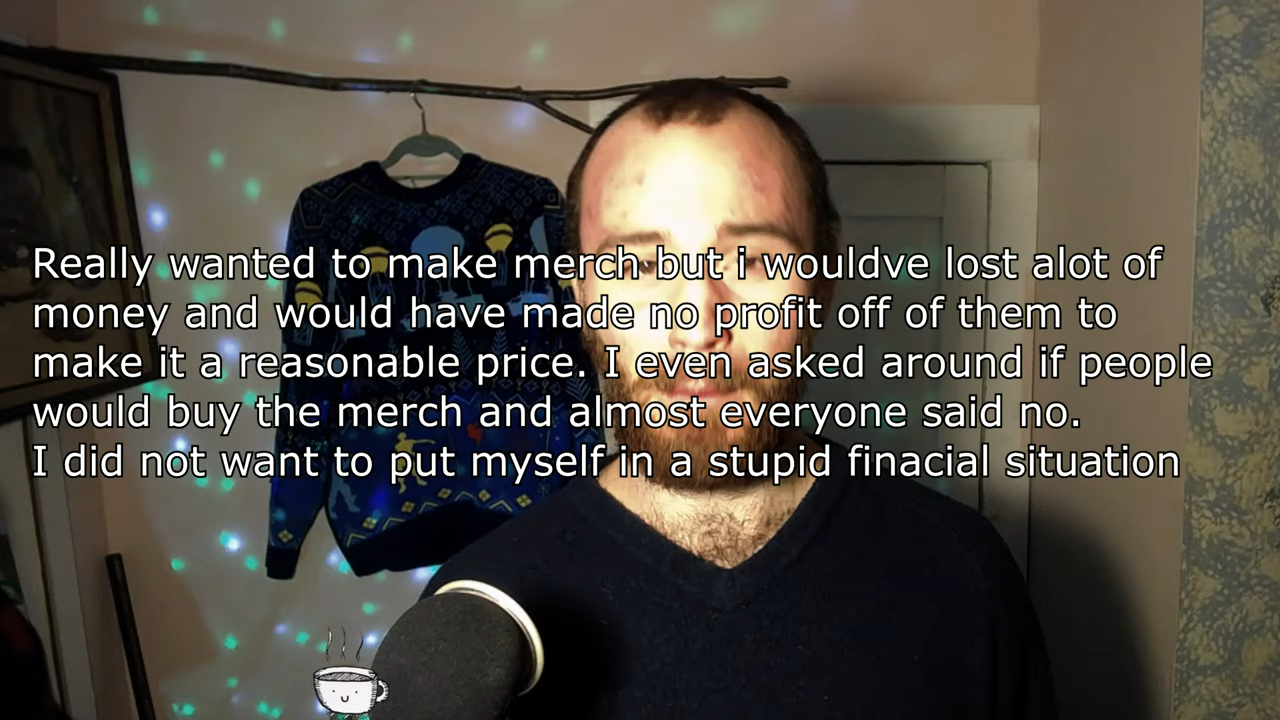 Really wanted to make merch but i wouldve lost alot of
money and would have made no profit off of them to
make it a reasonable price. I even asked around if people
would buy the merch and almost everyone said no.
I did not want to put myself in a stupid finacial situation